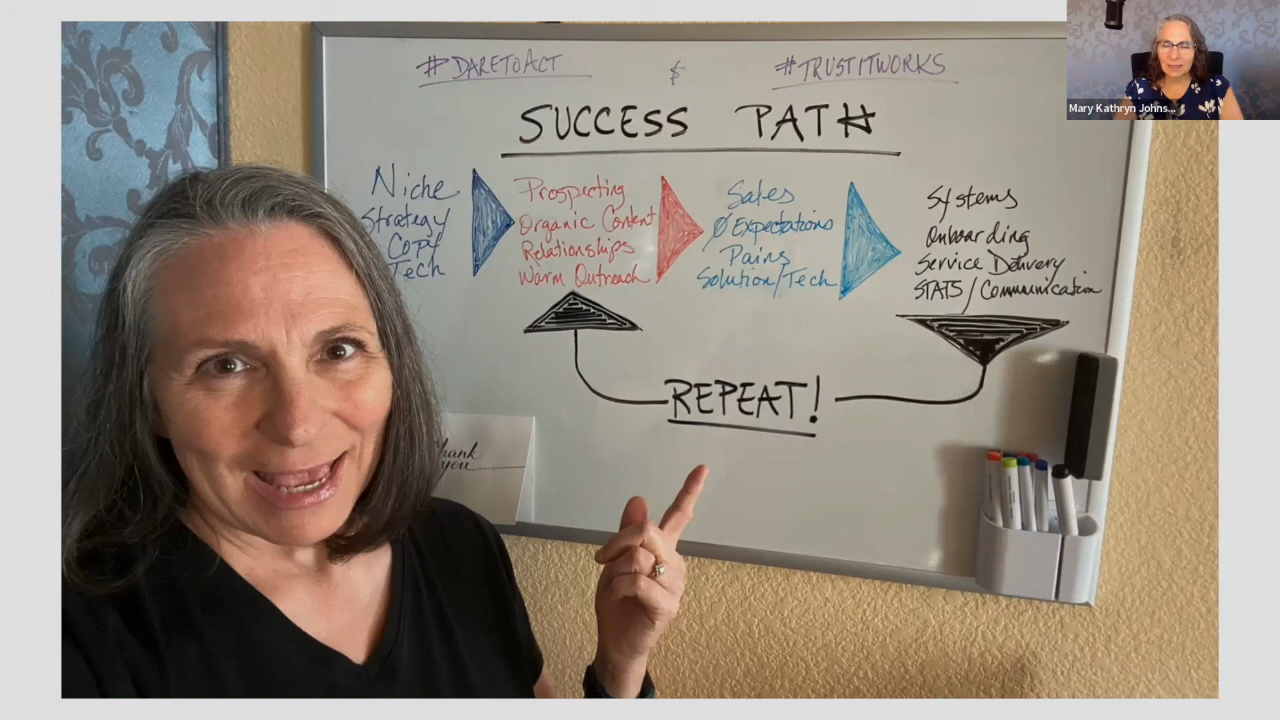 #DARETOACT & #TRUSTITWORKS
SUCCESS PATH
Niche
Strategy
Copy
Tech
Prospecting
Organic Content
Relationships
Warm Outreach
Sales
Ø Expectations
Pains
Solution/Tech
Systems
Onboarding
Service Delivery
STATS/Communication
REPEAT!
Thank
you
Mary Kathryn Johns...